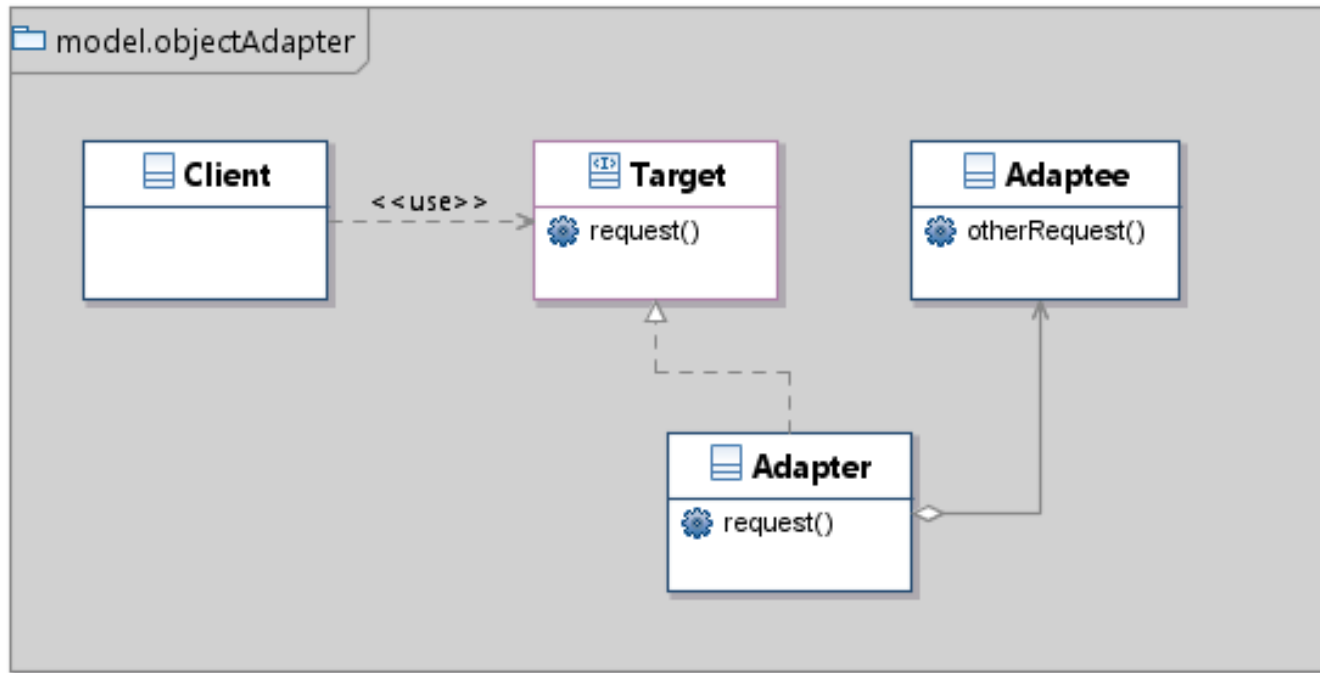 model.objectAdapter
Client
<<use>>
<I> Target
request()
Adaptee
otherRequest()
Adapter
request()